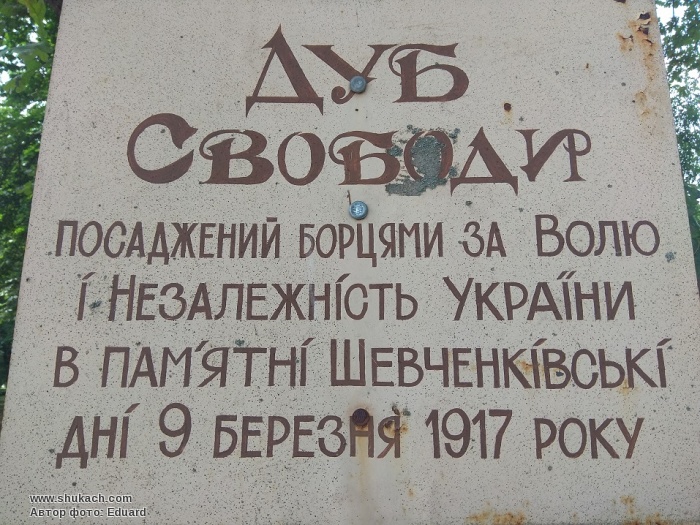 Дуб
Свободи
посаджений борцями за Волю
і Незалежність України
в пам'ятні Шевченківські
дні 9 березня 1917 року
www.shukach.com
Автор фото: Eduard